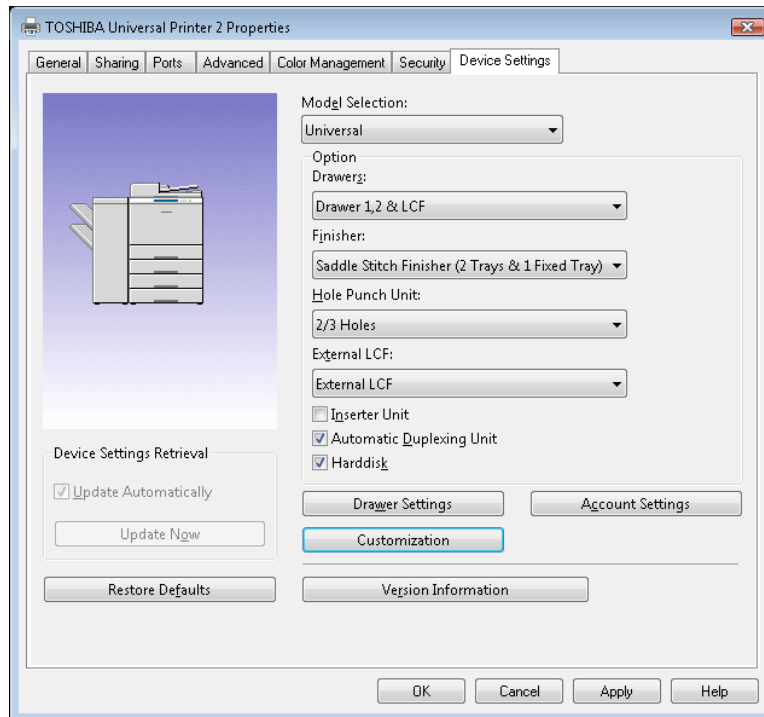 TOSHIBA Universal Printer 2 Properties
General Sharing Ports Advanced Color Management Security Device Settings
Model Selection:
Universal
Option
Drawers:
Drawer 1,2 & LCF
Finisher:
Saddle Stitch Finisher (2 Trays & 1 Fixed Tray)
Hole Punch Unit:
2/3 Holes
External LCF:
External LCF
Inserter Unit
Automatic Duplexing Unit
Harddisk
Device Settings Retrieval
Update Automatically
Update Now
Drawer Settings Account Settings
Customization
Restore Defaults Version Information
OK Cancel Apply Help